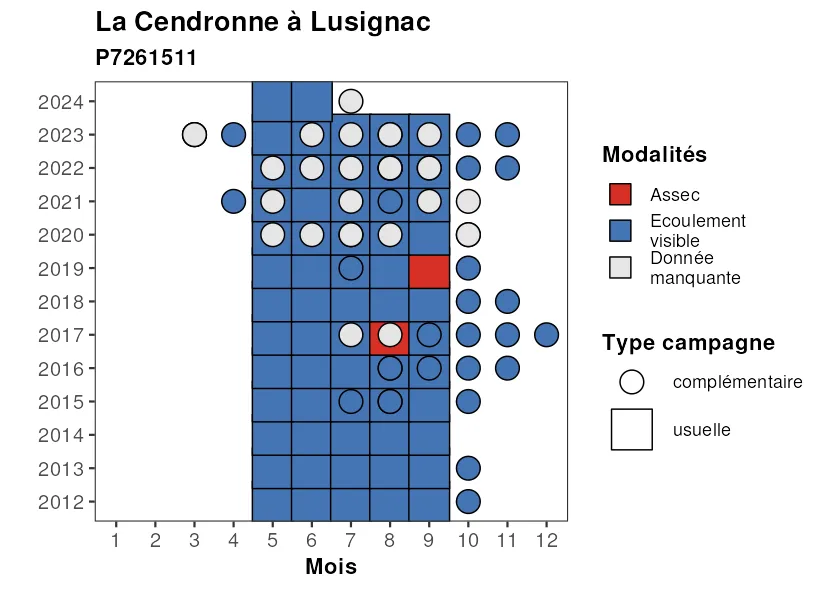 La Cendronne à Lusignac
P7261511
2024
2023
2022
2021
2020
2019
2018
2017
2016
2015
2014
2013
2012
1 2 3 4 5 6 7 8 9 10 11 12
Mois
Modalités
Assec
Ecoulement
visible
Donnée
manquante
Type campagne
complémentaire
usuelle